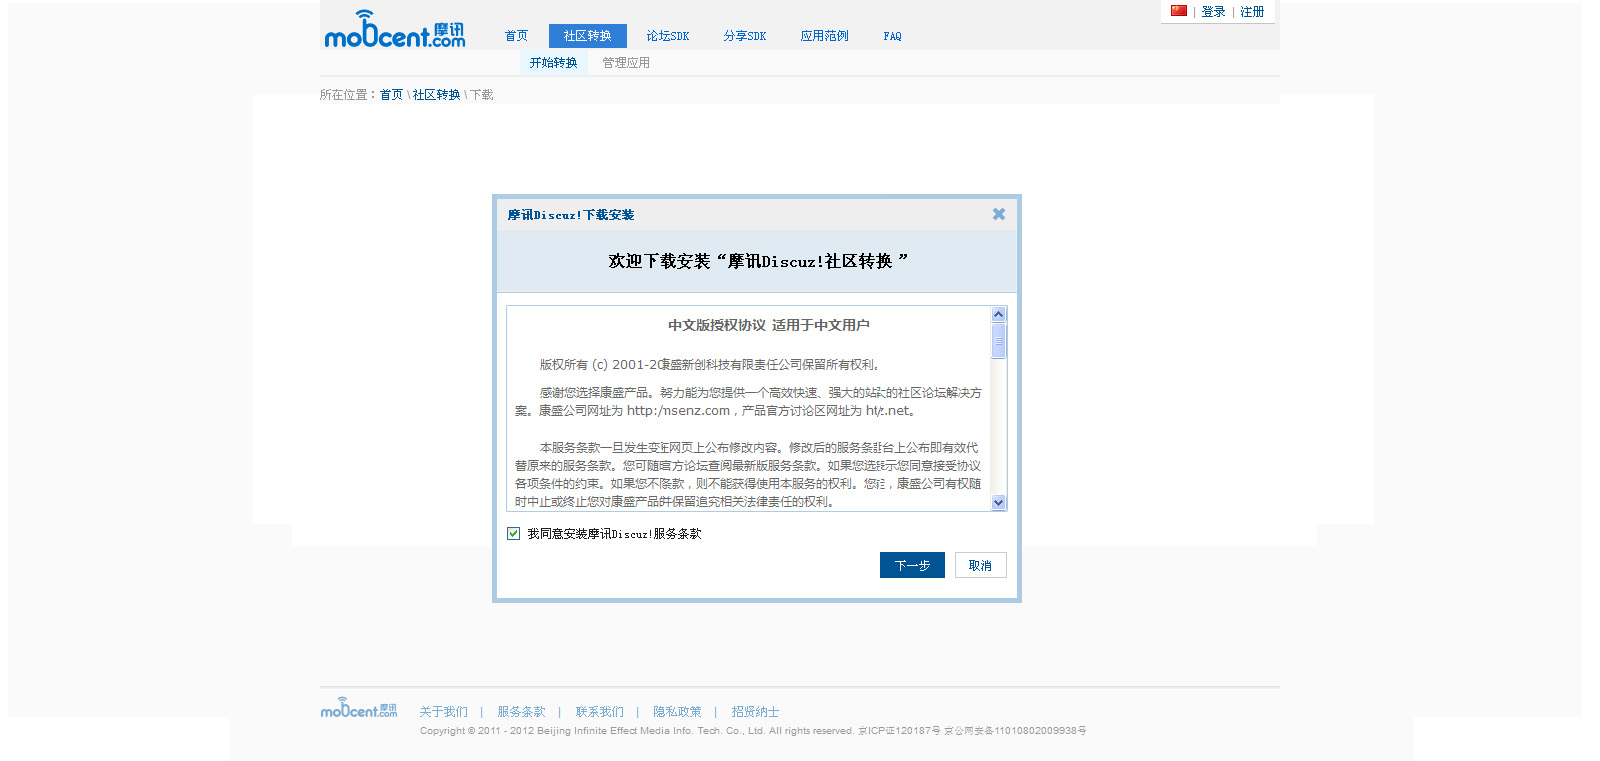 mobcent.com 摩讯
| 登录 | 注册
首页 社区转换 论坛SDK 分享SDK 应用范例 FAQ
开始转换 管理应用
所在位置：首页 \ 社区转换 \ 下载
摩讯Discuz!下载安装
欢迎下载安装“摩讯Discuz!社区转换 ”
中文版授权协议 适用于中文用户
版权所有 (c) 2001-20康盛新创科技有限责任公司保留所有权利。
感谢您选择康盛产品。努力能为您提供一个高效快速、强大的站的社区论坛解决方
案。康盛公司网址为 http:/nsenz.com，产品官方讨论区网址为 ht/z.net。
本服务条款一旦发生变网页上公布修改内容。修改后的服务条台上公布即有效代
替原来的服务条款。您可随官方论坛查阅最新版服务条款。如果您选示您同意接受协议
各项条件的约束。如果您不条款，则不能获得使用本服务的权利。您，康盛公司有权随
时中止或终止您对康盛产品并保留追究相关法律责任的权利。
我同意安装摩讯Discuz!服务条款
下一步 取消
mobcent.com 摩讯
关于我们 | 服务条款 | 联系我们 | 隐私政策 | 招贤纳士
Copyright © 2011 - 2012 Beijing Infinite Effect Media Info. Tech. Co., Ltd. All rights reserved. 京ICP证120187号 京公网安备11010802009938号